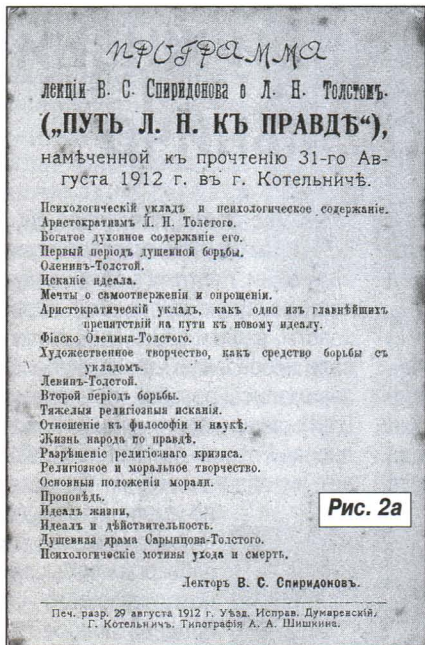 ПРОГРАММА
лекціи В. С. Спиридонова о Л. Н. Толстомъ.
(„ПУТЬ Л. Н. КЪ ПРАВДѢ“),
намѣченной къ прочтенію 31-го Ав-
густа 1912 г. въ г. Котельничѣ.
Психологическій укладъ и психологическое содержаніе.
Аристократизмъ Л. Н. Толстого.
Богатое духовное содержаніе его.
Первый періодъ душевной борьбы.
Оленинъ-Толстой.
Исканіе идеала.
Мечты о самоотверженіи и опрощеніи.
Аристократическій укладъ, какъ одно изъ главнѣйшихъ
препятствій на пути къ новому идеалу.
Фіаско Оленина-Толстого.
Художественное творчество, какъ средство борьбы съ
укладомъ.
Левинъ-Толстой.
Второй періодъ борьбы.
Тяжелыя религіозныя исканія.
Отношеніе къ философіи и наукѣ.
Жизнь народа по правдѣ.
Разрѣшеніе религіознаго кризиса.
Религіозное и моральное творчество.
Основныя положенія морали.
Проповѣдь.
Идеалъ жизни.
Идеалъ и дѣйствительность.
Душевная драма Сарынцова-Толстого.
Психологическіе мотивы ухода и смерть.
Рис. 2а
Лекторъ В. С. Спиридоновъ.
Печ. разр. 29 августа 1912 г. Уѣзд. Исправ. Думаревскій.
Г. Котельничъ. Типографія А. А. Шишкина.